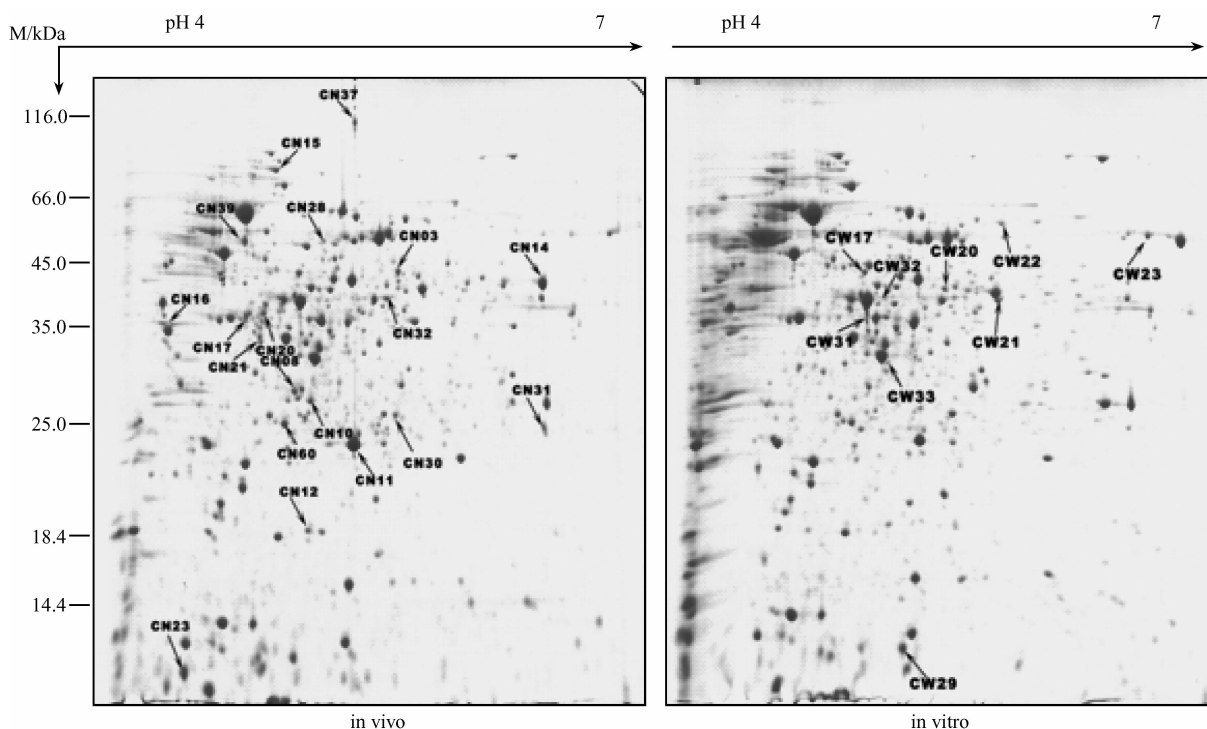 pH 4 7 pH 4 7
M/kDa
116.0
66.0
45.0
35.0
25.0
18.4
14.4
CN37
CN15
CN39 CN28
CN03
CN14
CN16
CN32
CN17 CN20
CN21 CN08
CN31
CN10
CN60 CN30
CN11
CN12
CN23
CW17 CW20
CW32 CW22
CW23
CW31 CW21
CW33
CW29
in vivo in vitro